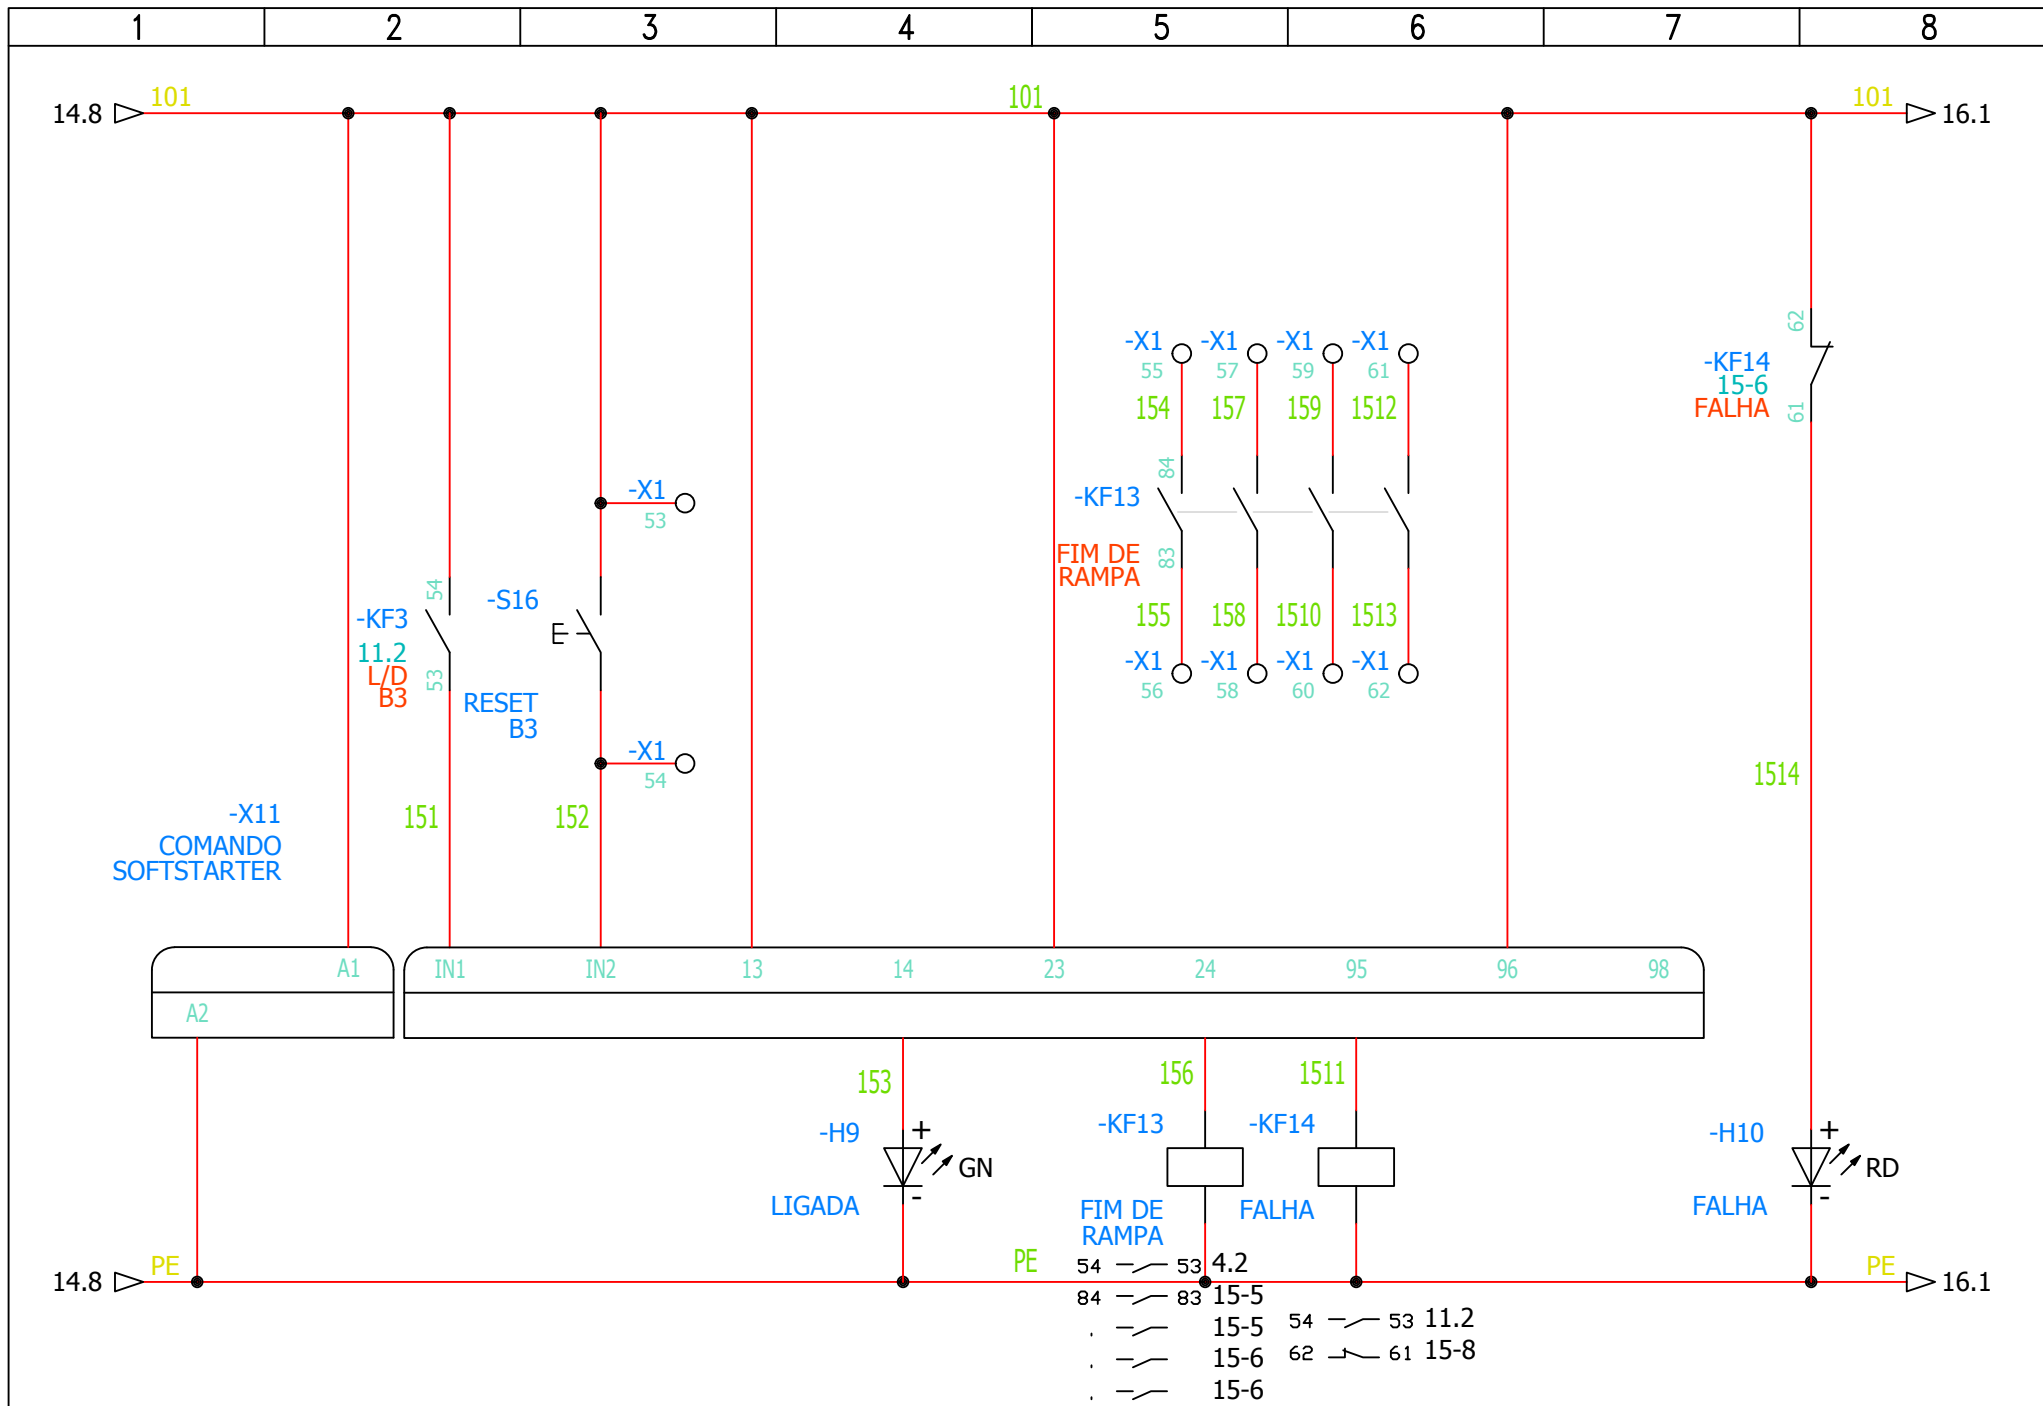 1 2 3 4 5 6 7 8
14.8 101 101 101 16.1
62
-KF14
15-6
FALHA
61
-X1 -X1 -X1 -X1
55 57 59 61
154 157 159 1512
84
-KF13
FIM DE
RAMPA
83
155 158 1510 1513
-X1 -X1 -X1 -X1
56 58 60 62
-X1
53
54
-KF3
11.2
L/D
B3
53
-S16
RESET
B3
-X1
54
1514
-X11
COMANDO
SOFTSTARTER
151 152
A1 IN1 IN2 13 14 23 24 95 96 98
A2
153 156 1511
-H9 + GN
-
LIGADA
-KF13
FIM DE
RAMPA
-KF14
FALHA
-H10 + RD
-
FALHA
14.8 PE PE PE 16.1
54 53 4.2
84 83 15-5
. 15-5
. 15-6
. 15-6
54 53 11.2
62 61 15-8